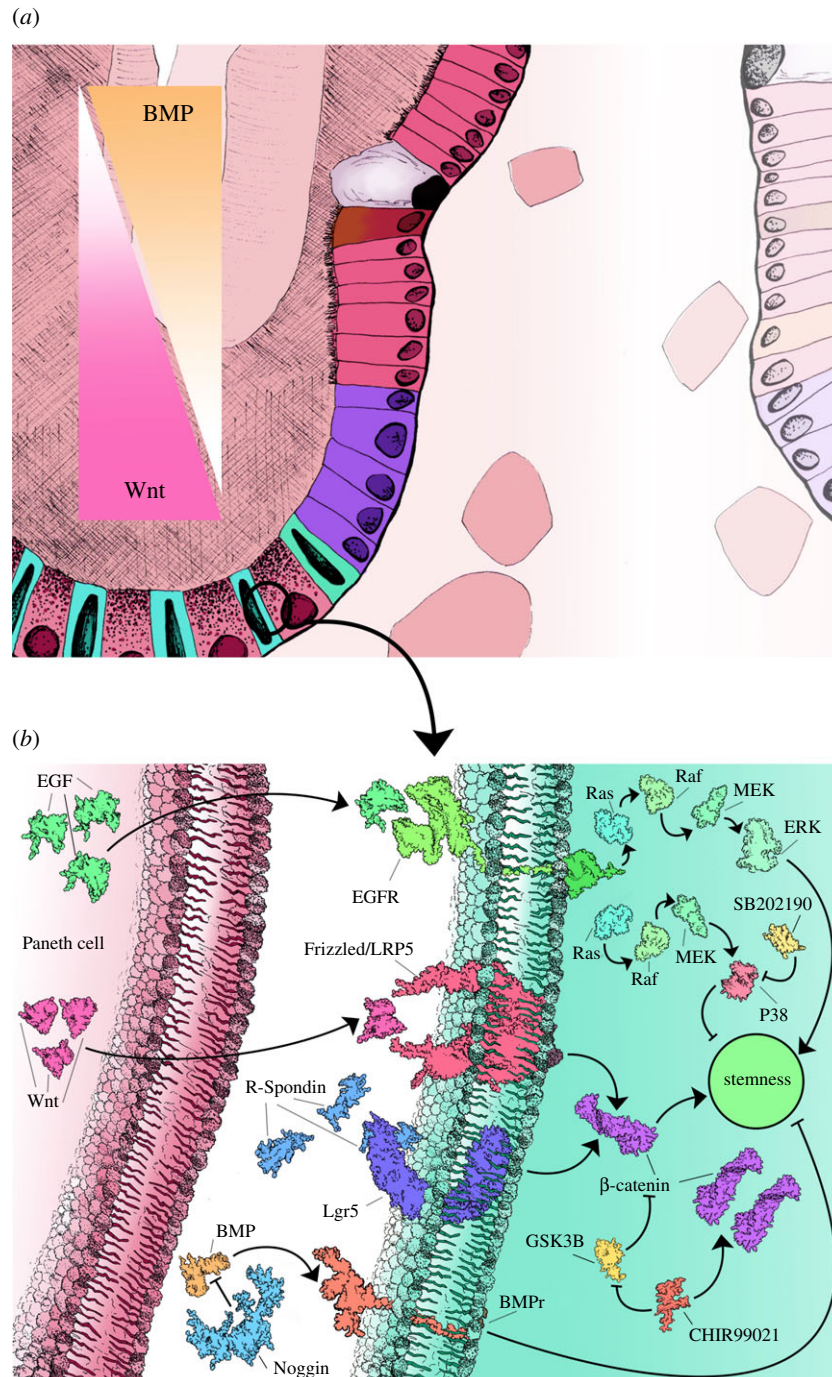 (a)
BMP
Wnt
(b)
EGF
EGFR
Ras
Raf
MEK
ERK
SB202190
Paneth cell
Frizzled/LRP5
Ras
Raf
MEK
P38
Wnt
R-Spondin
stemness
Lgr5
β-catenin
BMP
GSK3B
BMPr
Noggin
CHIR99021